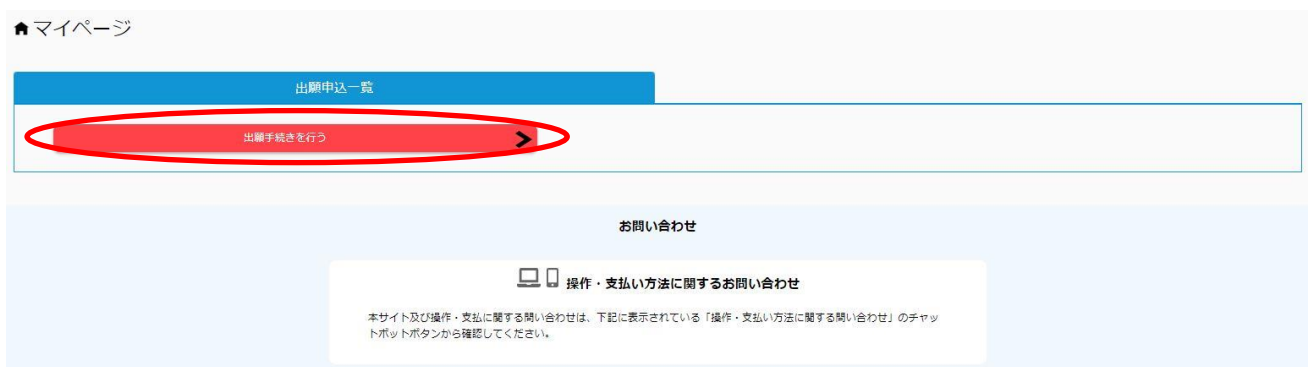 マイページ
出願申込一覧
出願手続きを行う
お問い合わせ
操作・支払い方法に関するお問い合わせ
本サイト及び操作・支払に関する問い合わせは、下記に表示されている「操作・支払い方法に関する問い合わせ」のチャッ
トボットボタンから確認してください。